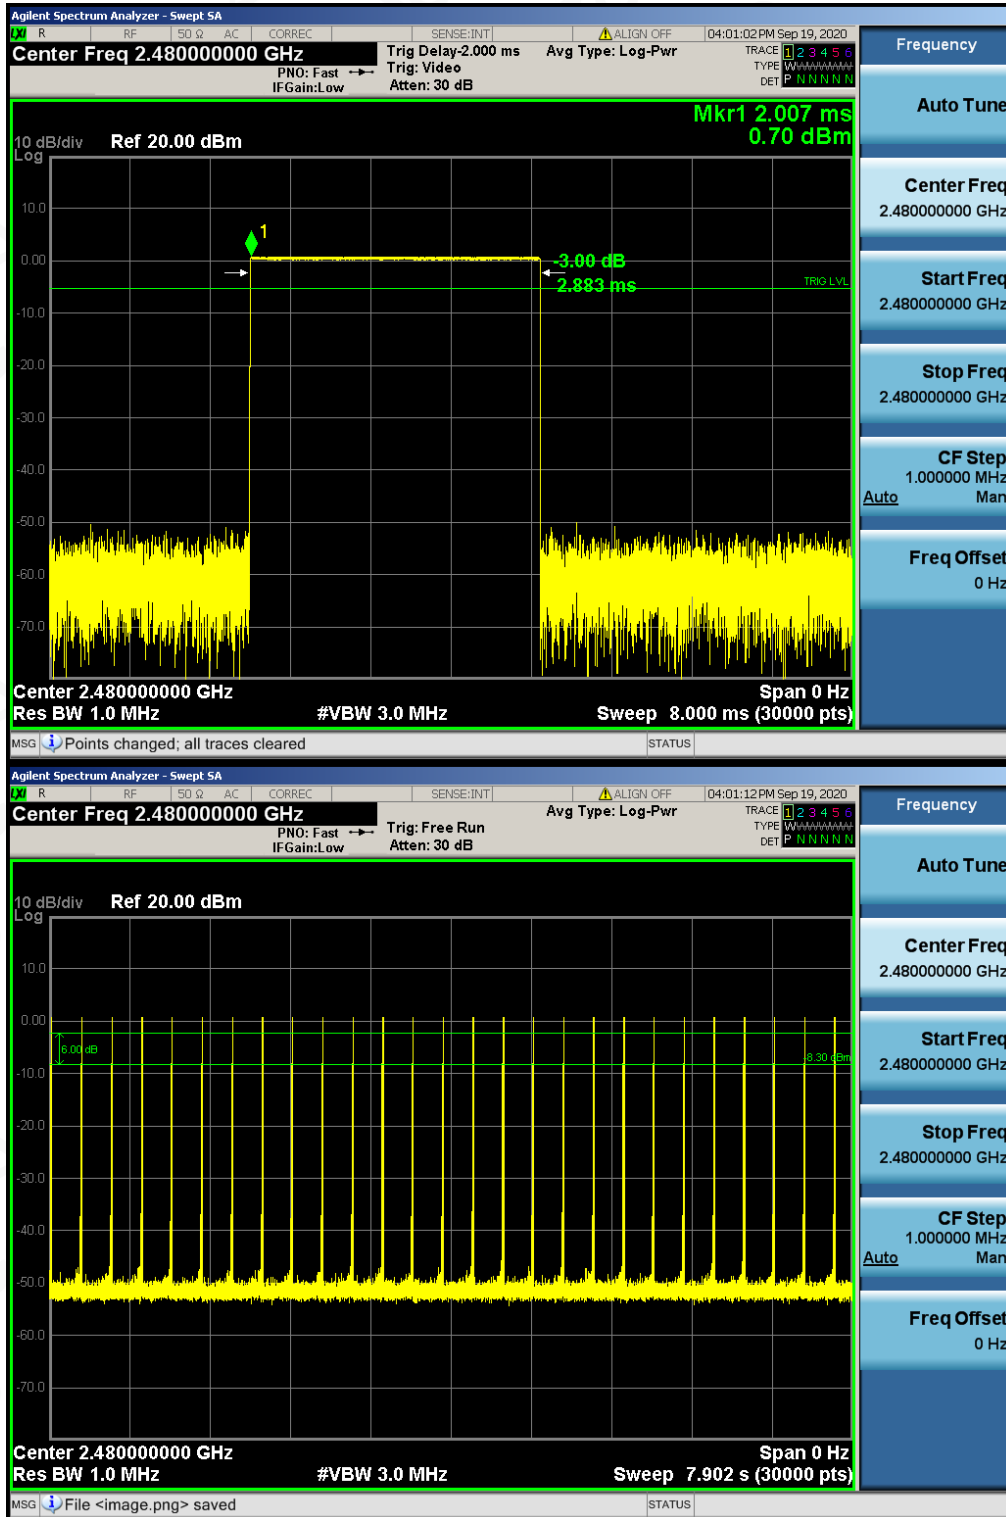 Agilent Spectrum Analyzer - Swept SA
LXI R RF 50 Ω AC CORREC SENSE:INT ALIGN OFF 04:01:02 PM Sep 19, 2020
Center Freq 2.480000000 GHz
PNO: Fast
IFGain:Low
Trig Delay-2.000 ms
Trig: Video
Atten: 30 dB
Avg Type: Log-Pwr
TRACE 1 2 3 4 5 6
TYPE
DET P N N N N N
Mkr1 2.007 ms
0.70 dBm
10 dB/div Ref 20.00 dBm
Log
10.0
1
0.00
-3.00 dB
2.883 ms
TRIG LVL
-10.0
-20.0
-30.0
-40.0
-50.0
-60.0
-70.0
Center 2.480000000 GHz Span 0 Hz
Res BW 1.0 MHz #VBW 3.0 MHz Sweep 8.000 ms (30000 pts)
MSG Points changed; all traces cleared STATUS
Frequency
Auto Tune
Center Freq
2.480000000 GHz
Start Freq
2.480000000 GHz
Stop Freq
2.480000000 GHz
CF Step
1.000000 MHz
Auto Man
Freq Offset
0 Hz
Agilent Spectrum Analyzer - Swept SA
LXI R RF 50 Ω AC CORREC SENSE:INT ALIGN OFF 04:01:12 PM Sep 19, 2020
Center Freq 2.480000000 GHz
PNO: Fast
IFGain:Low
Trig: Free Run
Atten: 30 dB
Avg Type: Log-Pwr
TRACE 1 2 3 4 5 6
TYPE
DET P N N N N N
10 dB/div Ref 20.00 dBm
Log
10.0
0.00
6.00 dB
-8.30 dBm
-10.0
-20.0
-30.0
-40.0
-50.0
-60.0
-70.0
Center 2.480000000 GHz Span 0 Hz
Res BW 1.0 MHz #VBW 3.0 MHz Sweep 7.902 s (30000 pts)
MSG File <image.png> saved STATUS
Frequency
Auto Tune
Center Freq
2.480000000 GHz
Start Freq
2.480000000 GHz
Stop Freq
2.480000000 GHz
CF Step
1.000000 MHz
Auto Man
Freq Offset
0 Hz